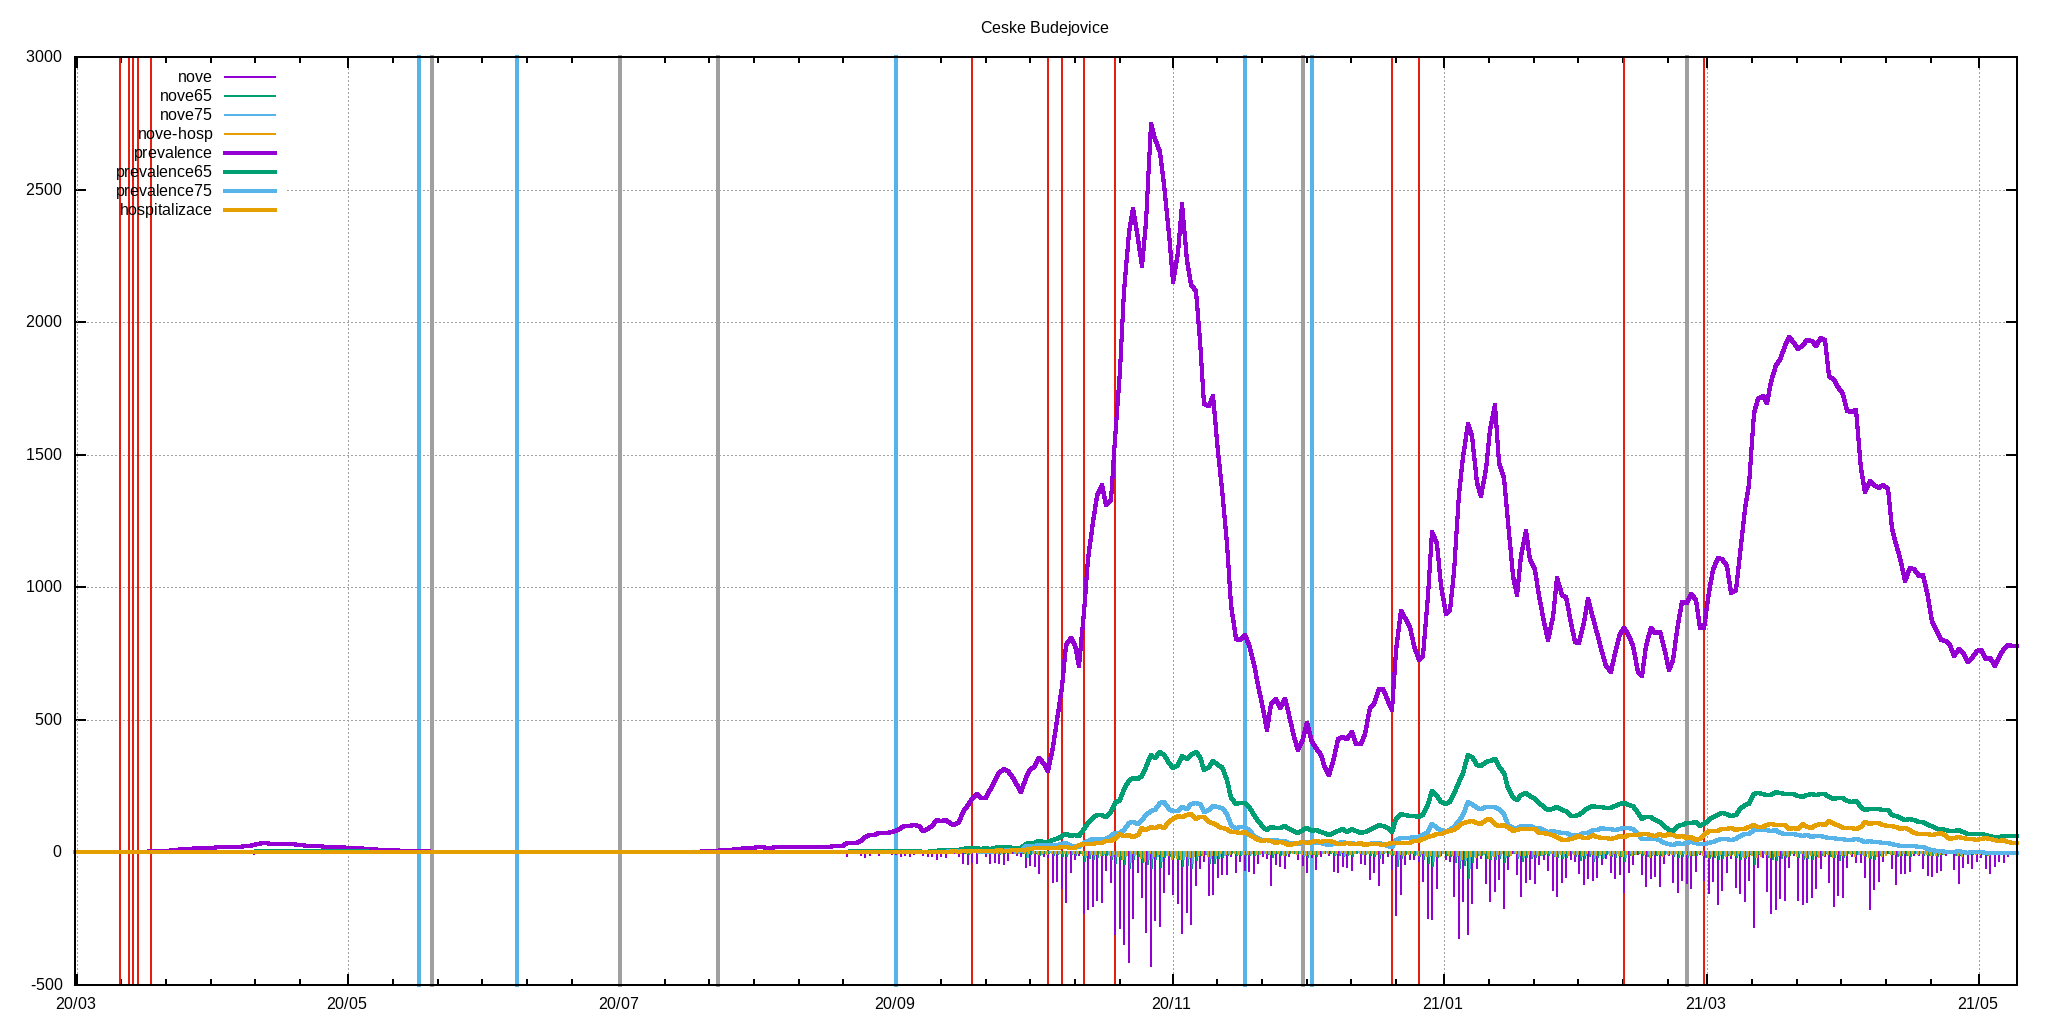 Ceske Budejovice
3000
nove
nove65
nove75
nove-hosp
prevalence
prevalence65
prevalence75
hospitalizace
2500
2000
1500
1000
500
0
-500
20/03 20/05 20/07 20/09 20/11 21/01 21/03 21/05